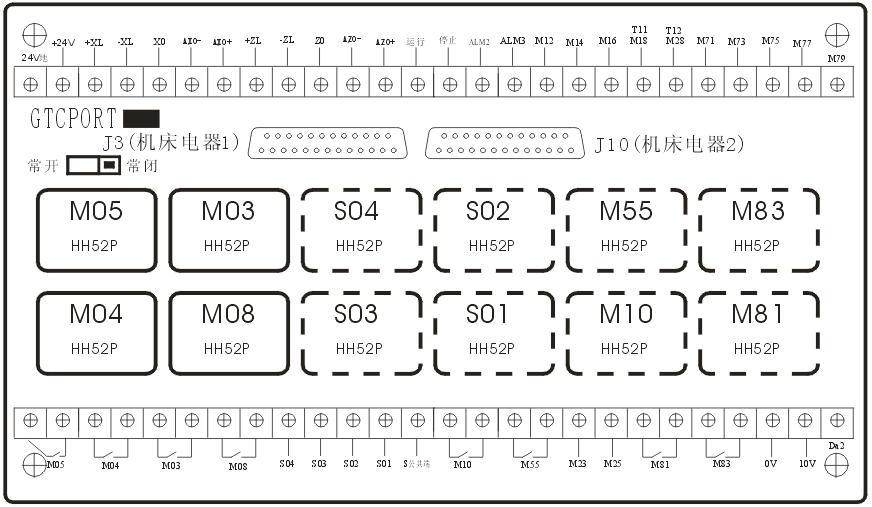 T11 T12
+24V +XL -XL X0 AX0- AX0+ +ZL -ZL Z0 AZ0- AZ0+ 运行 停止 ALM2 ALM3 M12 M14 M16 M18 M28 M71 M73 M75 M77
24V地 M79
GTCPORT
J3(机床电器1) J10(机床电器2)
常开 常闭
M05 M03 S04 S02 M55 M83
HH52P HH52P HH52P HH52P HH52P HH52P
M04 M08 S03 S01 M10 M81
HH52P HH52P HH52P HH52P HH52P HH52P
Da2
M05 M04 M03 M08 S04 S03 S02 S01 S公共端 M10 M55 M23 M25 M81 M83 0V 10V